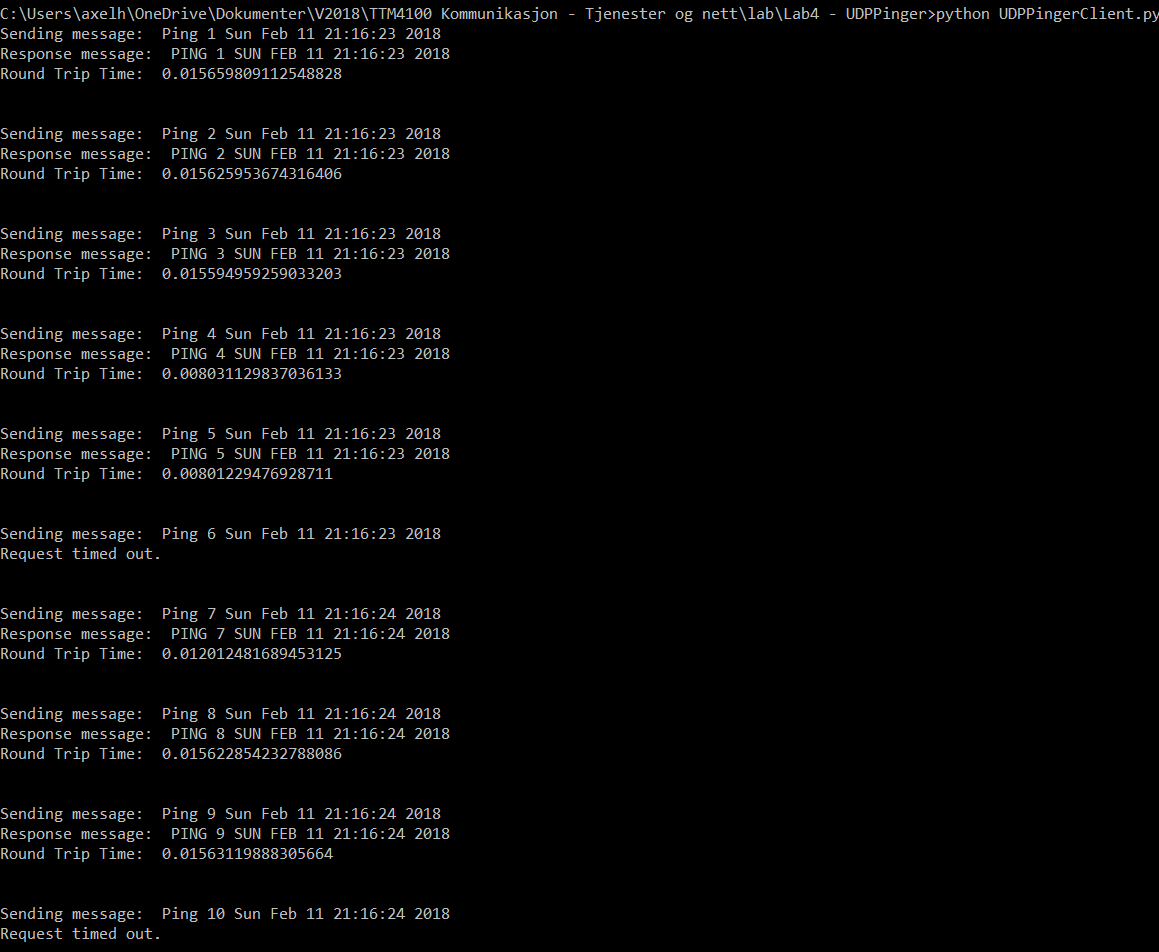 C:\Users\axelh\OneDrive\Dokumenter\V2018\TTM4100 Kommunikasjon - Tjenester og nett\lab\Lab4 - UDPPinger>python UDPPingerClient.py
Sending message:  Ping 1 Sun Feb 11 21:16:23 2018
Response message:  PING 1 SUN FEB 11 21:16:23 2018
Round Trip Time:  0.015659809112548828
Sending message:  Ping 2 Sun Feb 11 21:16:23 2018
Response message:  PING 2 SUN FEB 11 21:16:23 2018
Round Trip Time:  0.015625953674316406
Sending message:  Ping 3 Sun Feb 11 21:16:23 2018
Response message:  PING 3 SUN FEB 11 21:16:23 2018
Round Trip Time:  0.015594959259033203
Sending message:  Ping 4 Sun Feb 11 21:16:23 2018
Response message:  PING 4 SUN FEB 11 21:16:23 2018
Round Trip Time:  0.008031129837036133
Sending message:  Ping 5 Sun Feb 11 21:16:23 2018
Response message:  PING 5 SUN FEB 11 21:16:23 2018
Round Trip Time:  0.00801229476928711
Sending message:  Ping 6 Sun Feb 11 21:16:23 2018
Request timed out.
Sending message:  Ping 7 Sun Feb 11 21:16:24 2018
Response message:  PING 7 SUN FEB 11 21:16:24 2018
Round Trip Time:  0.012012481689453125
Sending message:  Ping 8 Sun Feb 11 21:16:24 2018
Response message:  PING 8 SUN FEB 11 21:16:24 2018
Round Trip Time:  0.015622854232788086
Sending message:  Ping 9 Sun Feb 11 21:16:24 2018
Response message:  PING 9 SUN FEB 11 21:16:24 2018
Round Trip Time:  0.01563119888305664
Sending message:  Ping 10 Sun Feb 11 21:16:24 2018
Request timed out.